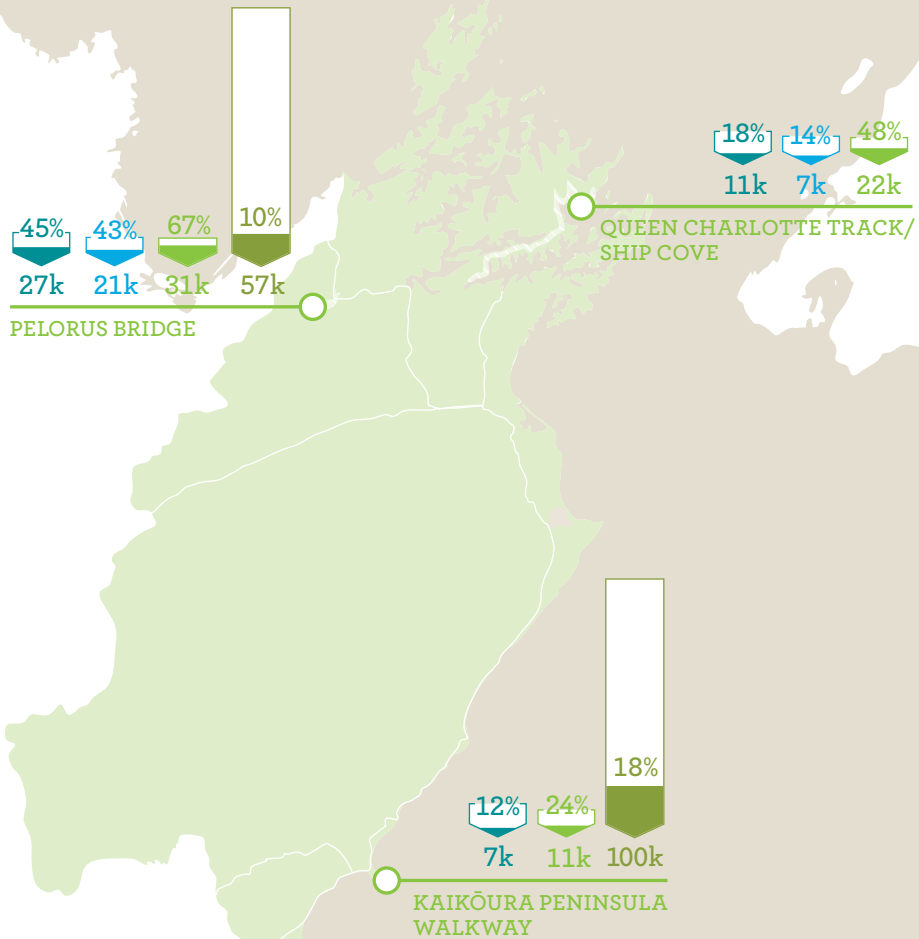 18% 14% 48%
11k 7k 22k
QUEEN CHARLOTTE TRACK/
SHIP COVE
45% 43% 67% 10%
27k 21k 31k 57k
PELORUS BRIDGE
18%
12% 24%
7k 11k 100k
KAIKŌURA PENINSULA
WALKWAY